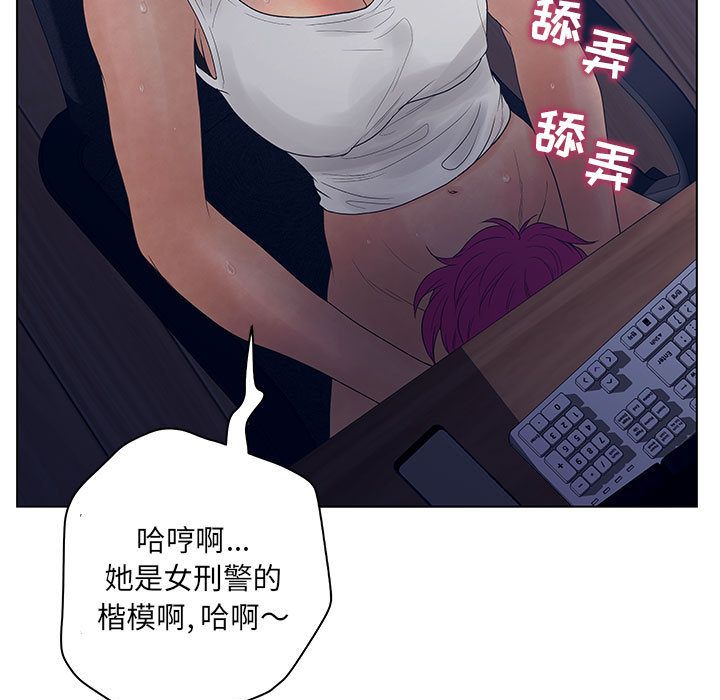 舔弄
舔弄
哈哼啊...
她是女刑警的
楷模啊, 哈啊～